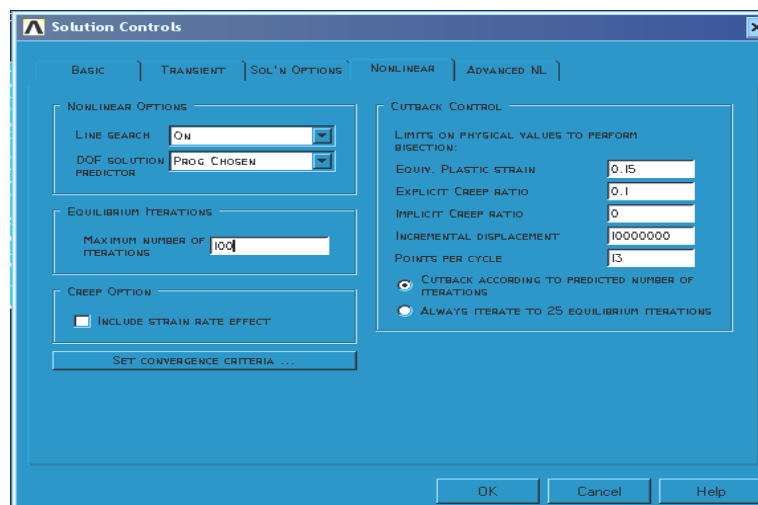 Solution Controls
Basic
Transient
Sol'n Options
Nonlinear
Advanced NL
Nonlinear Options
Line search
On
DOF solution
predictor
Prog Chosen
Equilibrium Iterations
Maximum number of
iterations
100
Creep Option
Include strain rate effect
Set convergence criteria ...
Cutback Control
Limits on physical values to perform
bisection:
Equiv. Plastic strain
0.15
Explicit Creep ratio
0.1
Implicit Creep ratio
0
Incremental displacement
10000000
Points per cycle
13
Cutback according to predicted number of
iterations
Always iterate to 25 equilibrium iterations
OK
Cancel
Help